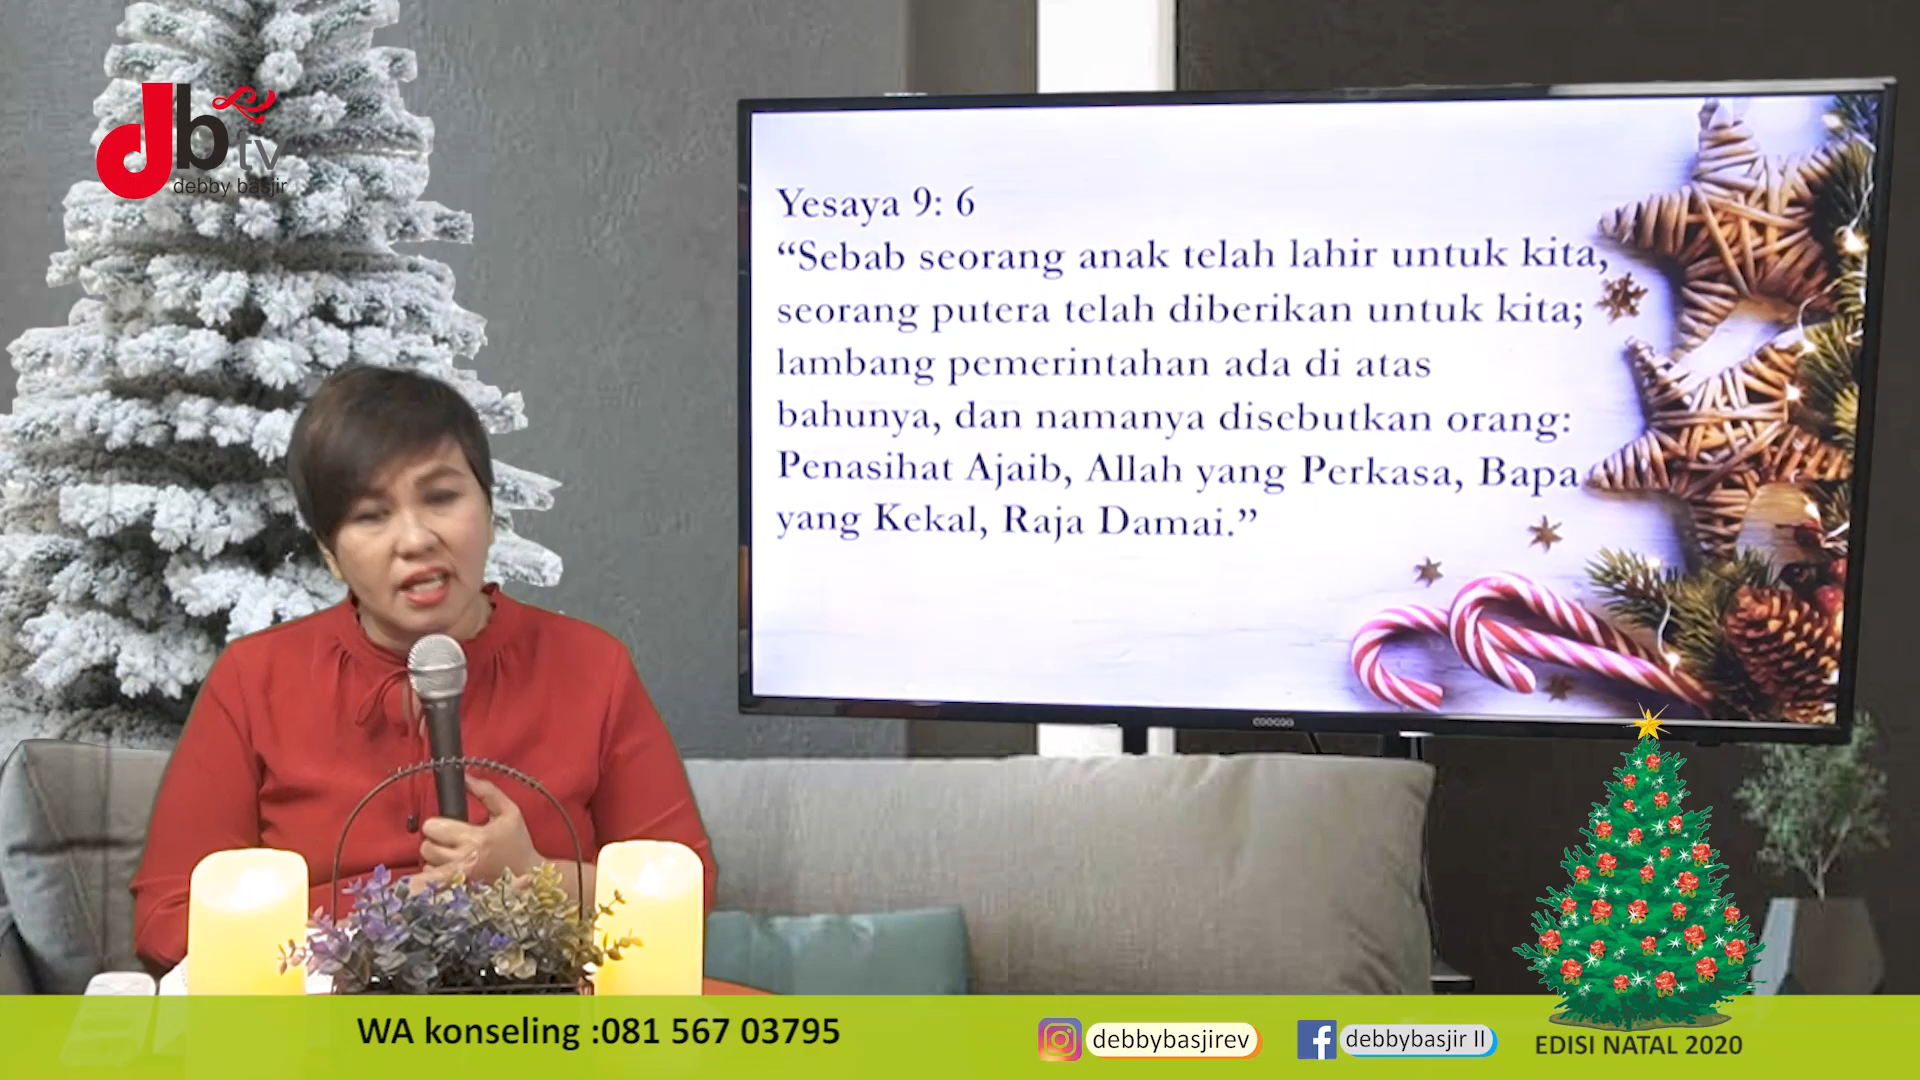 db tv
debby basjir
Yesaya 9: 6
“Sebab seorang anak telah lahir untuk kita,
seorang putera telah diberikan untuk kita;
lambang pemerintahan ada di atas
bahunya, dan namanya disebutkan orang:
Penasihat Ajaib, Allah yang Perkasa, Bapa
yang Kekal, Raja Damai.”
WA konseling :081 567 03795
debbybasjirev
debbybasjir II
EDISI NATAL 2020